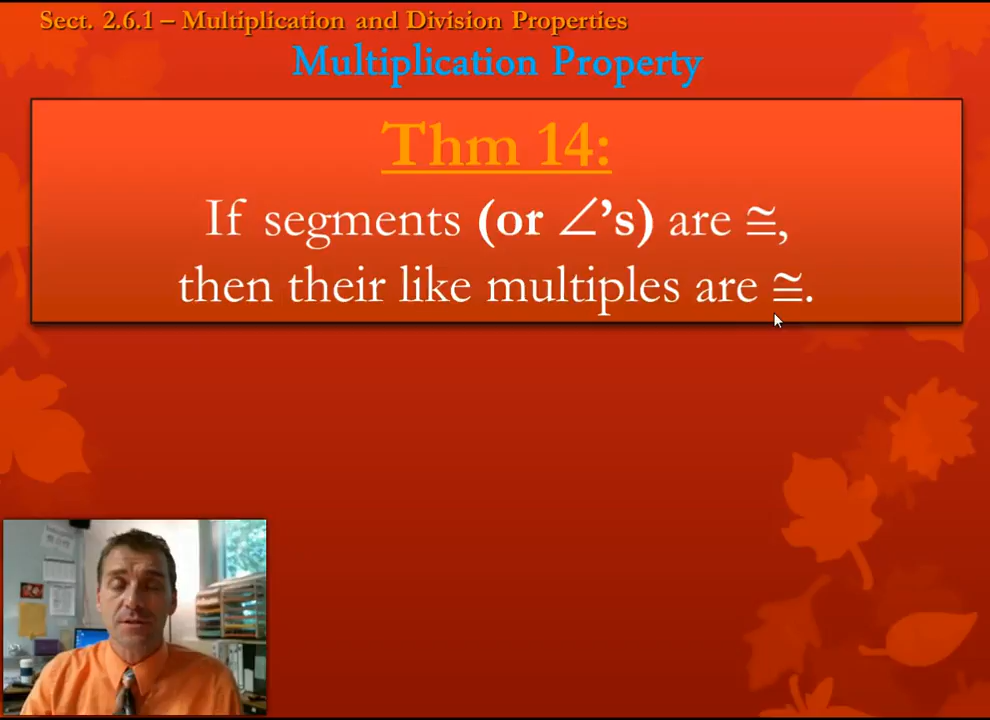 Sect. 2.6.1 – Multiplication and Division Properties
Multiplication Property
Thm 14:
If segments (or ∠’s) are ≅,
then their like multiples are ≅.